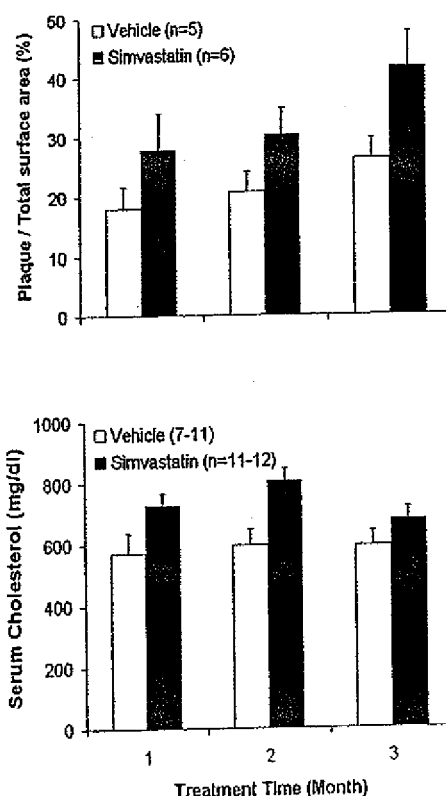 Plaque / Total surface area (%)
50
40
30
20
10
0
Vehicle (n=5)
Simvastatin (n=6)
Serum Cholesterol (mg/dl)
1000
800
600
400
200
0
Vehicle (7-11)
Simvastatin (n=11-12)
1 2 3
Treatment Time (Month)